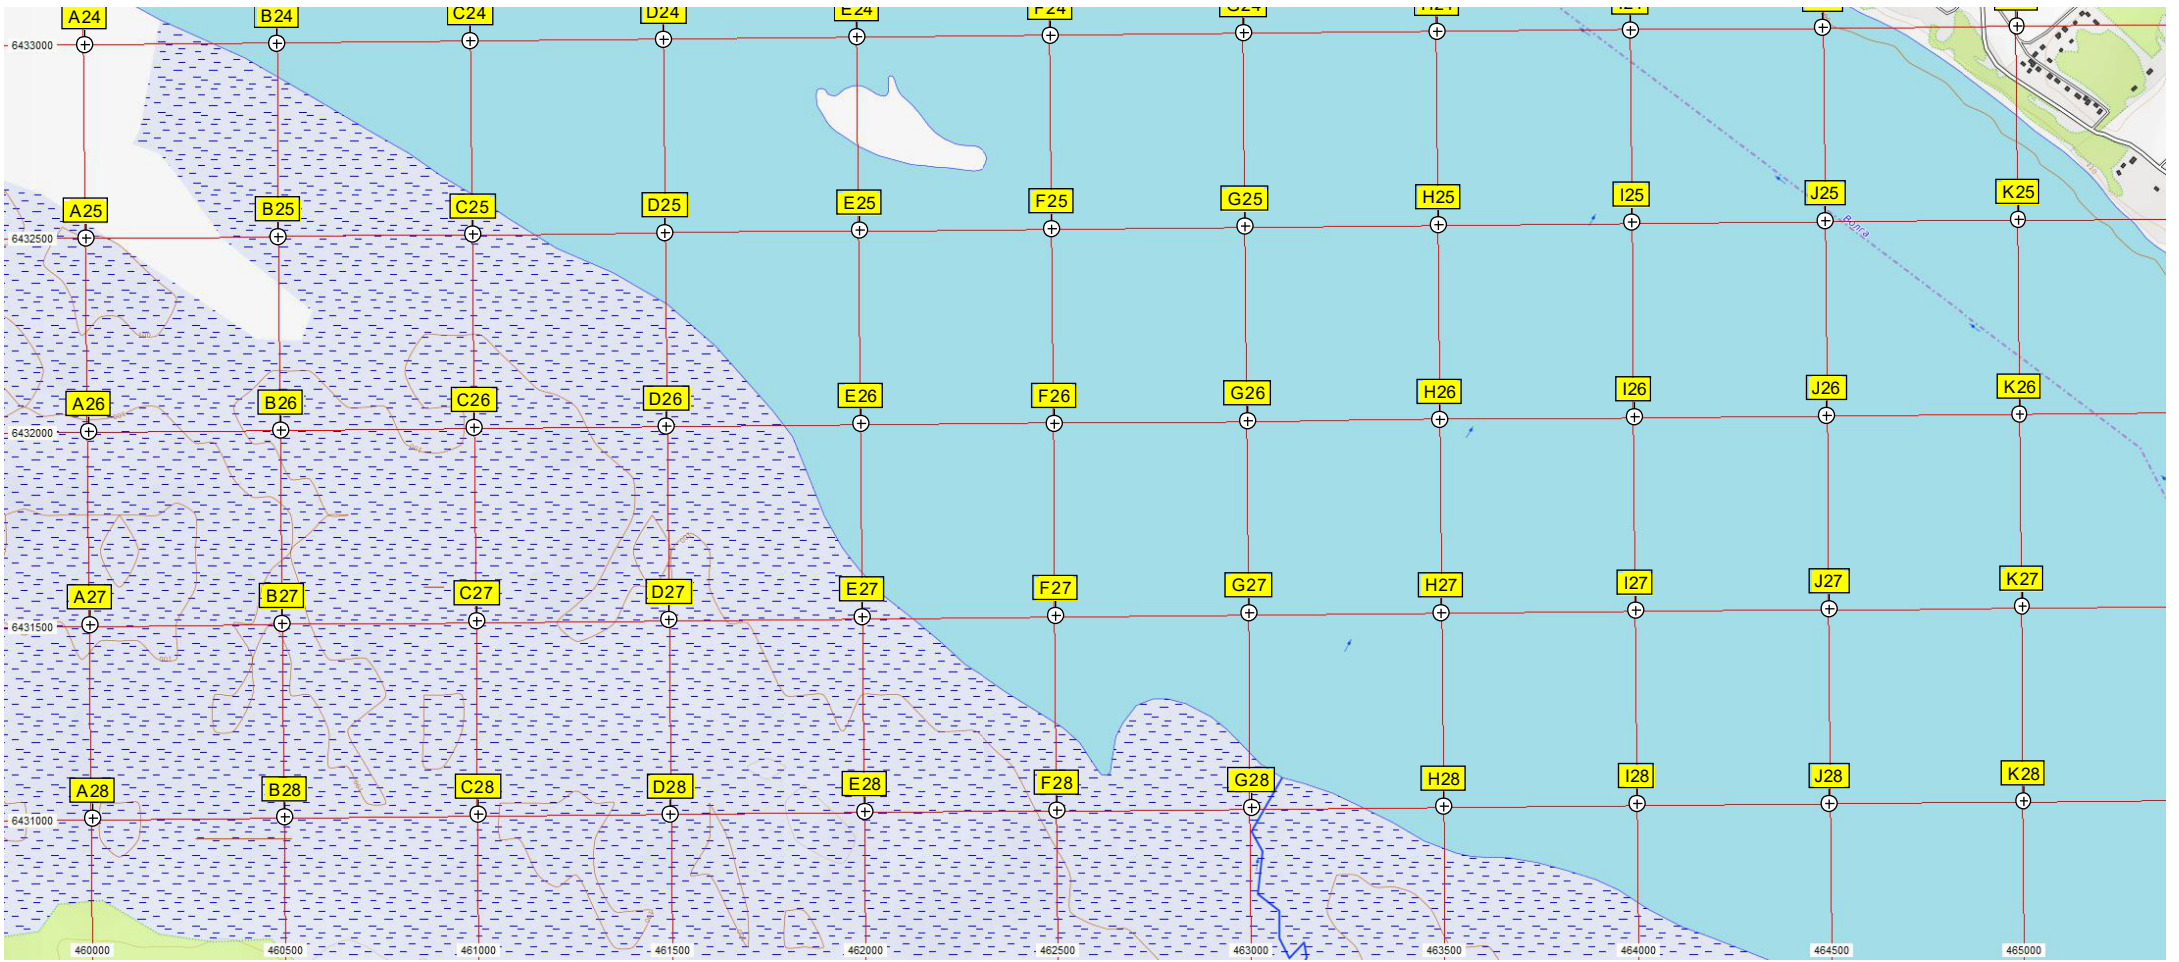 A24 B24 C24 D24 E24 F24 G24 H24 I24
6433000
A25 B25 C25 D25 E25 F25 G25 H25 I25 J25 K25
6432500
Волга
A26 B26 C26 D26 E26 F26 G26 H26 I26 J26 K26
6432000
A27 B27 C27 D27 E27 F27 G27 H27 I27 J27 K27
6431500
A28 B28 C28 D28 E28 F28 G28 H28 I28 J28 K28
6431000
460000 460500 461000 461500 462000 462500 463000 463500 464000 464500 465000